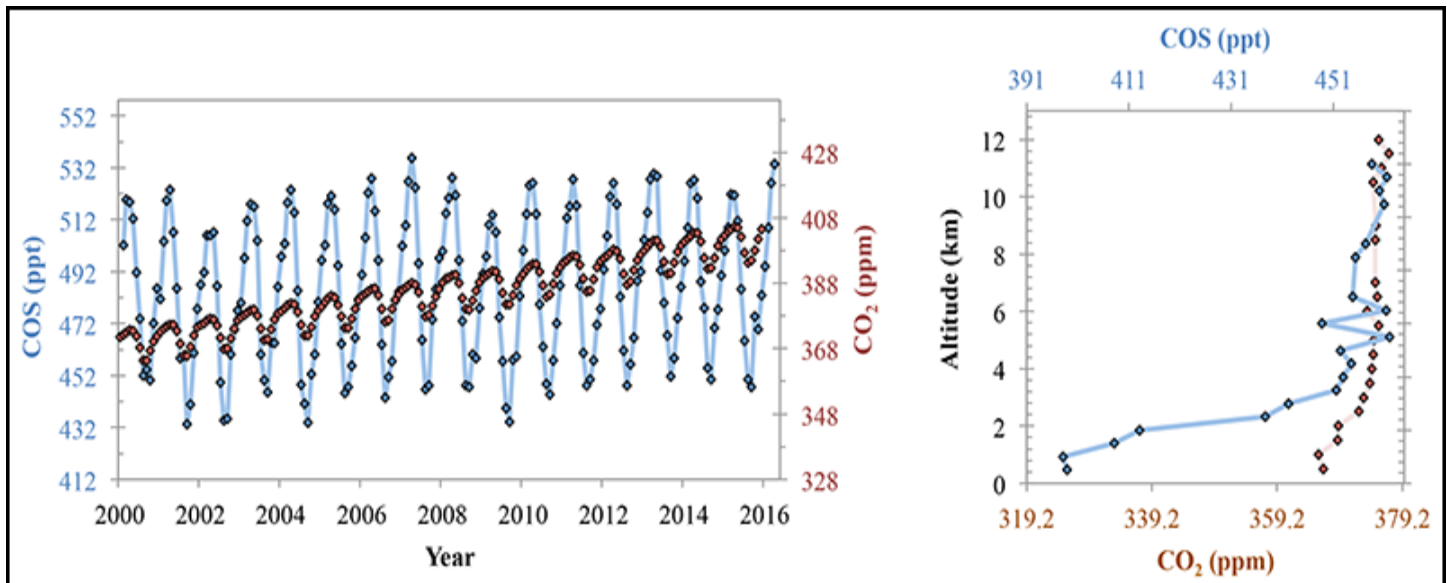 COS (ppt)
552
532
512
492
472
452
432
412
428
408
388
368
348
328
CO₂ (ppm)
2000 2002 2004 2006 2008 2010 2012 2014 2016
Year
COS (ppt)
391 411 431 451
Altitude (km)
12
10
8
6
4
2
0
319.2 339.2 359.2 379.2
CO₂ (ppm)